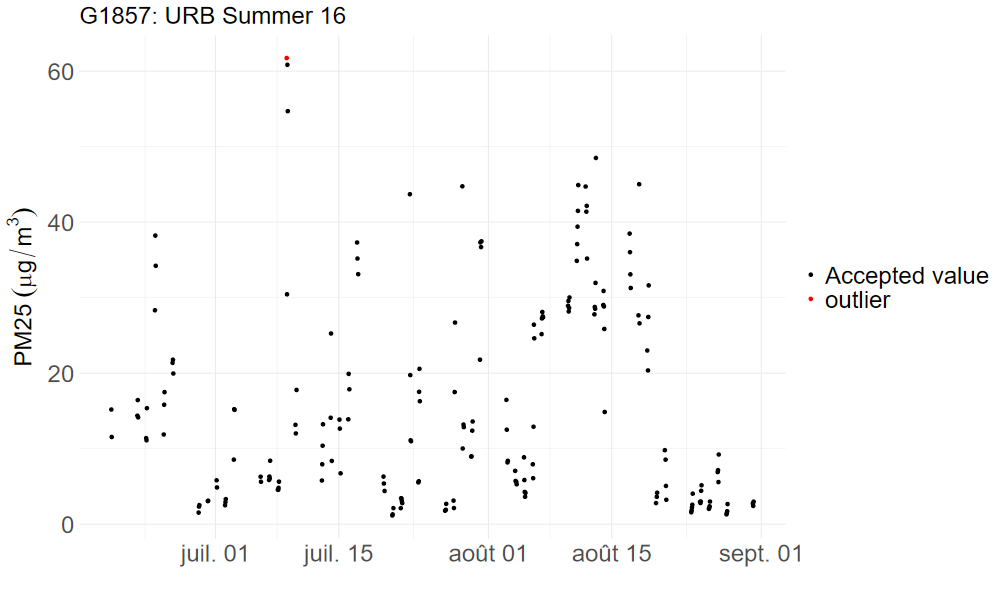 G1857: URB Summer 16
60
40
20
0
PM25 (µg/m³)
juil. 01 juil. 15 août 01 août 15 sept. 01
Accepted value
outlier